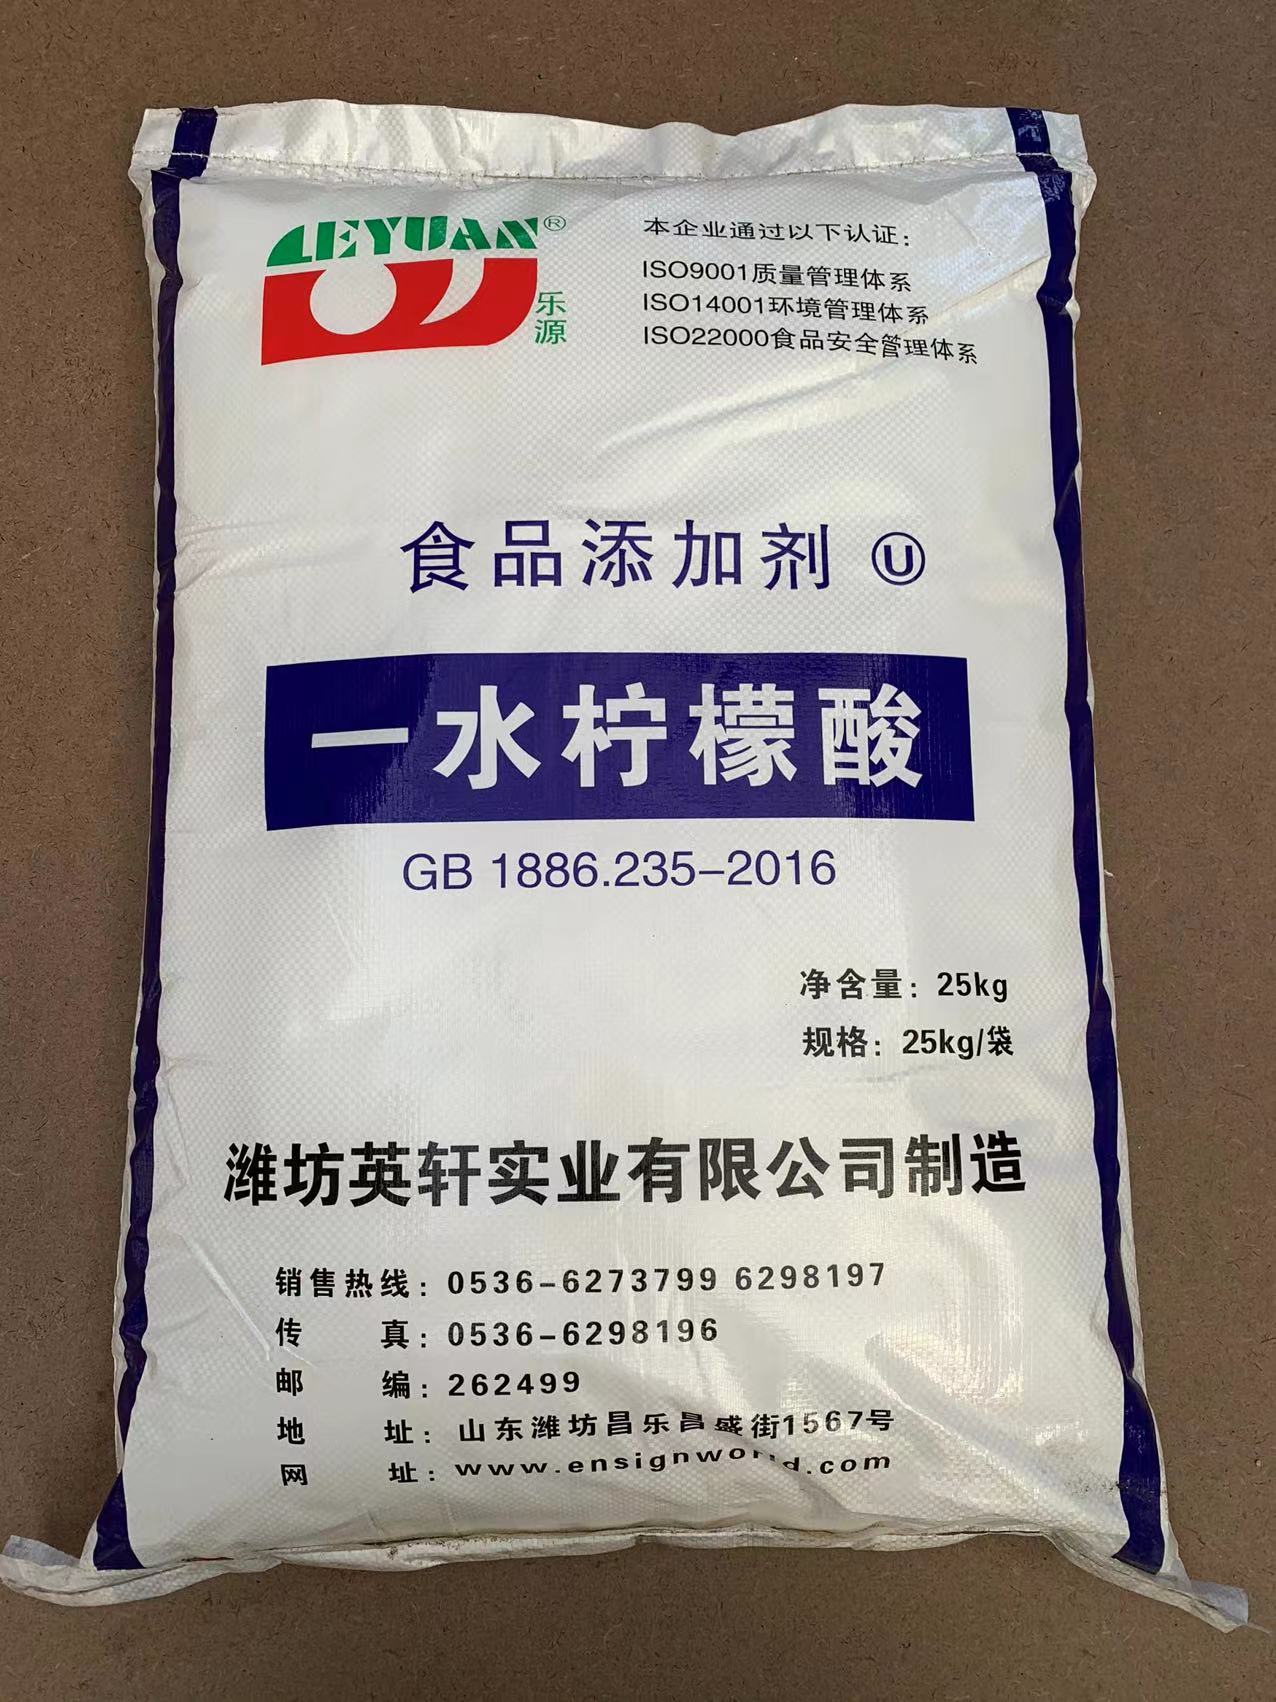 LEYUAN®
乐源
本企业通过以下认证：
ISO9001质量管理体系
ISO14001环境管理体系
ISO22000食品安全管理体系
食品添加剂 Ⓤ
一水柠檬酸
GB 1886.235-2016
净含量：25kg
规格：25kg/袋
潍坊英轩实业有限公司制造
销售热线：0536-6273799 6298197
传 真：0536-6298196
邮 编：262499
地 址：山东潍坊昌乐昌盛街1567号
网 址：www.ensignworld.com